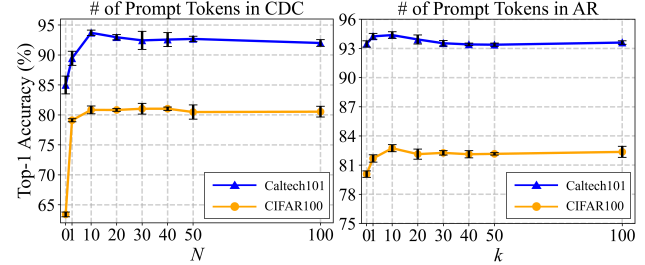 # of Prompt Tokens in CDC
Top-1 Accuracy (%)
95
90
85
80
75
70
65
0 1 10 20 30 40 50 100
N
Caltech101
CIFAR100
# of Prompt Tokens in AR
96
93
90
87
84
81
78
75
0 1 10 20 30 40 50 100
k
Caltech101
CIFAR100